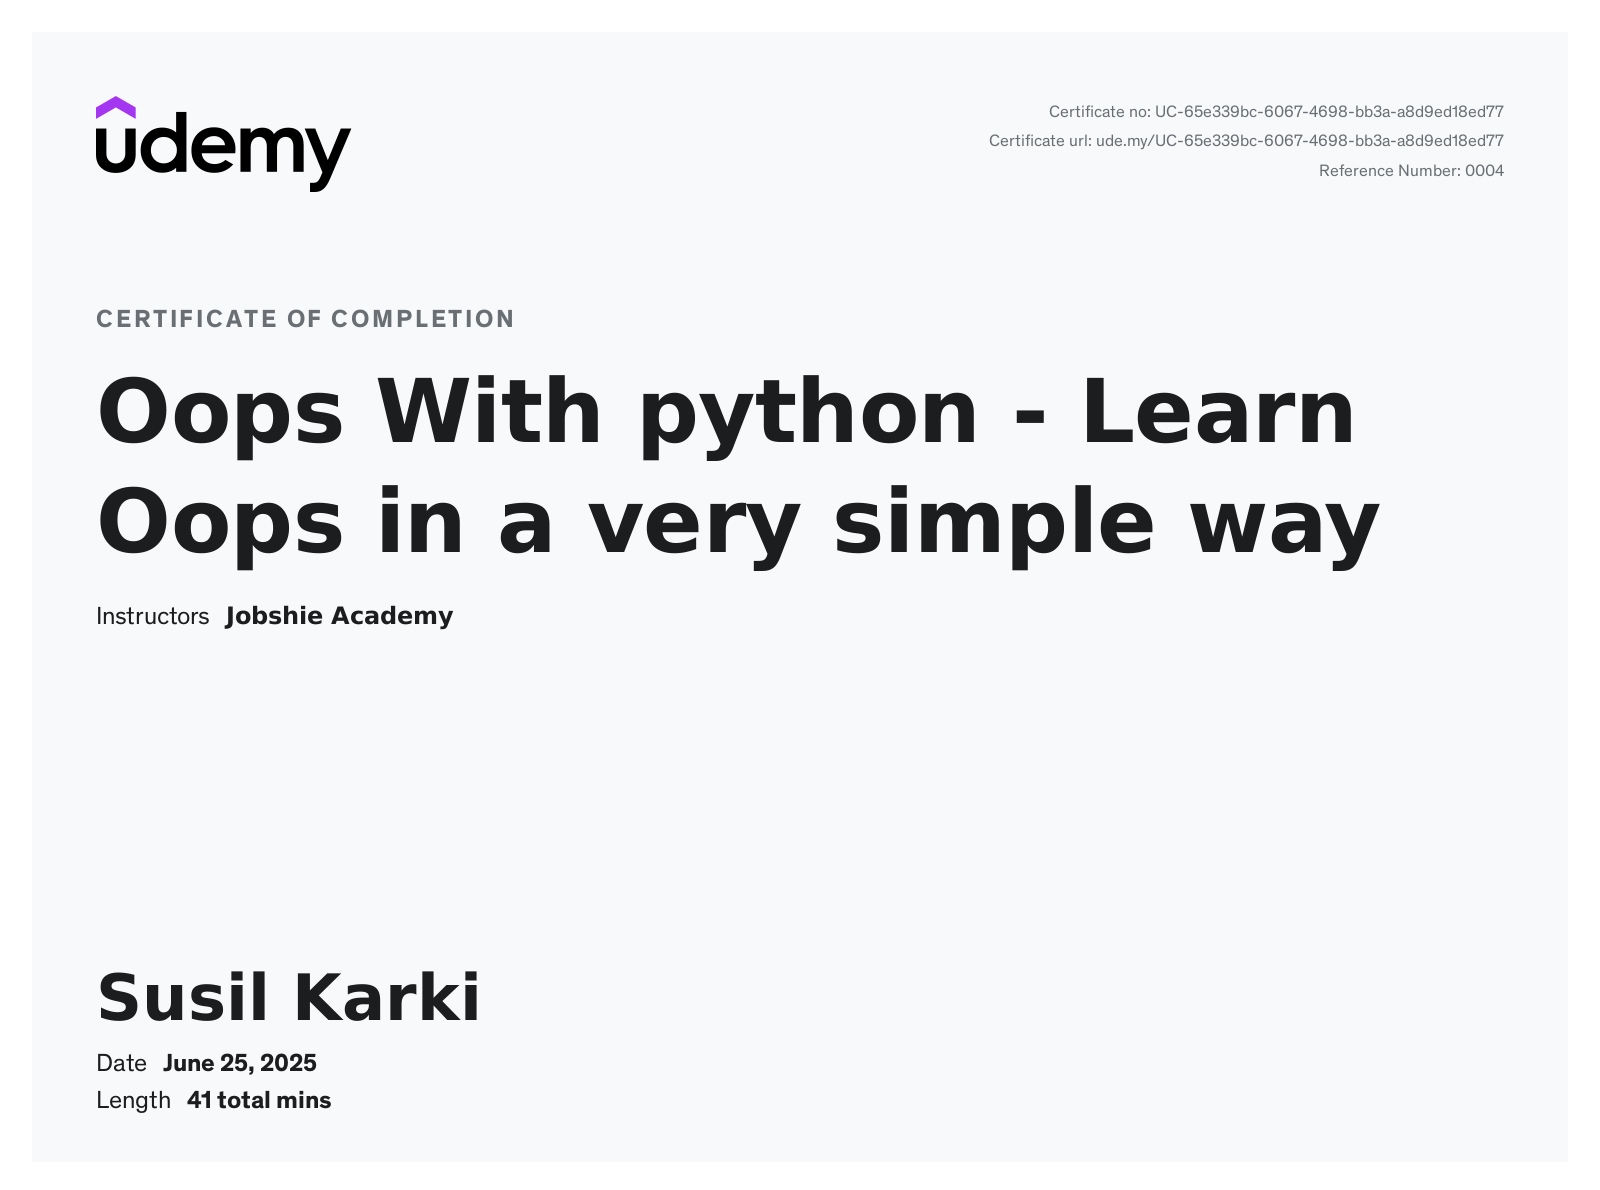 udemy
Certificate no: UC-65e339bc-6067-4698-bb3a-a8d9ed18ed77
Certificate url: ude.my/UC-65e339bc-6067-4698-bb3a-a8d9ed18ed77
Reference Number: 0004
CERTIFICATE OF COMPLETION
Oops With python - Learn
Oops in a very simple way
Instructors Jobshie Academy
Susil Karki
Date June 25, 2025
Length 41 total mins